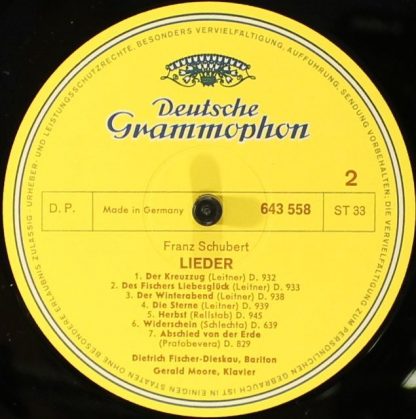 Deutsche
Grammophon
2
D. P.
Made in Germany
643 558
ST 33
Franz Schubert
LIEDER
1. Der Kreuzzug (Leitner) D. 932
2. Des Fischers Liebesglück (Leitner) D. 933
3. Der Winterabend (Leitner) D. 938
4. Die Sterne (Leitner) D. 939
5. Herbst (Rellstab) D. 945
6. Widerschein (Schlechta) D. 639
7. Abschied von der Erde
(Pratobevera) D. 829
Dietrich Fischer-Dieskau, Bariton
Gerald Moore, Klavier
URHEBER- UND LEISTUNGSSCHUTZRECHTE, BESONDERS VERVIELFÄLTIGUNG, AUFFÜHRUNG, SENDUNG VORBEHALTEN. DIE VERVIELFÄLTIGUNG ZUM PERSÖNLICHEN GEBRAUCH IST IN EINIGEN STAATEN OHNE BESONDERE ERLAUBNIS ZULÄSSIG.